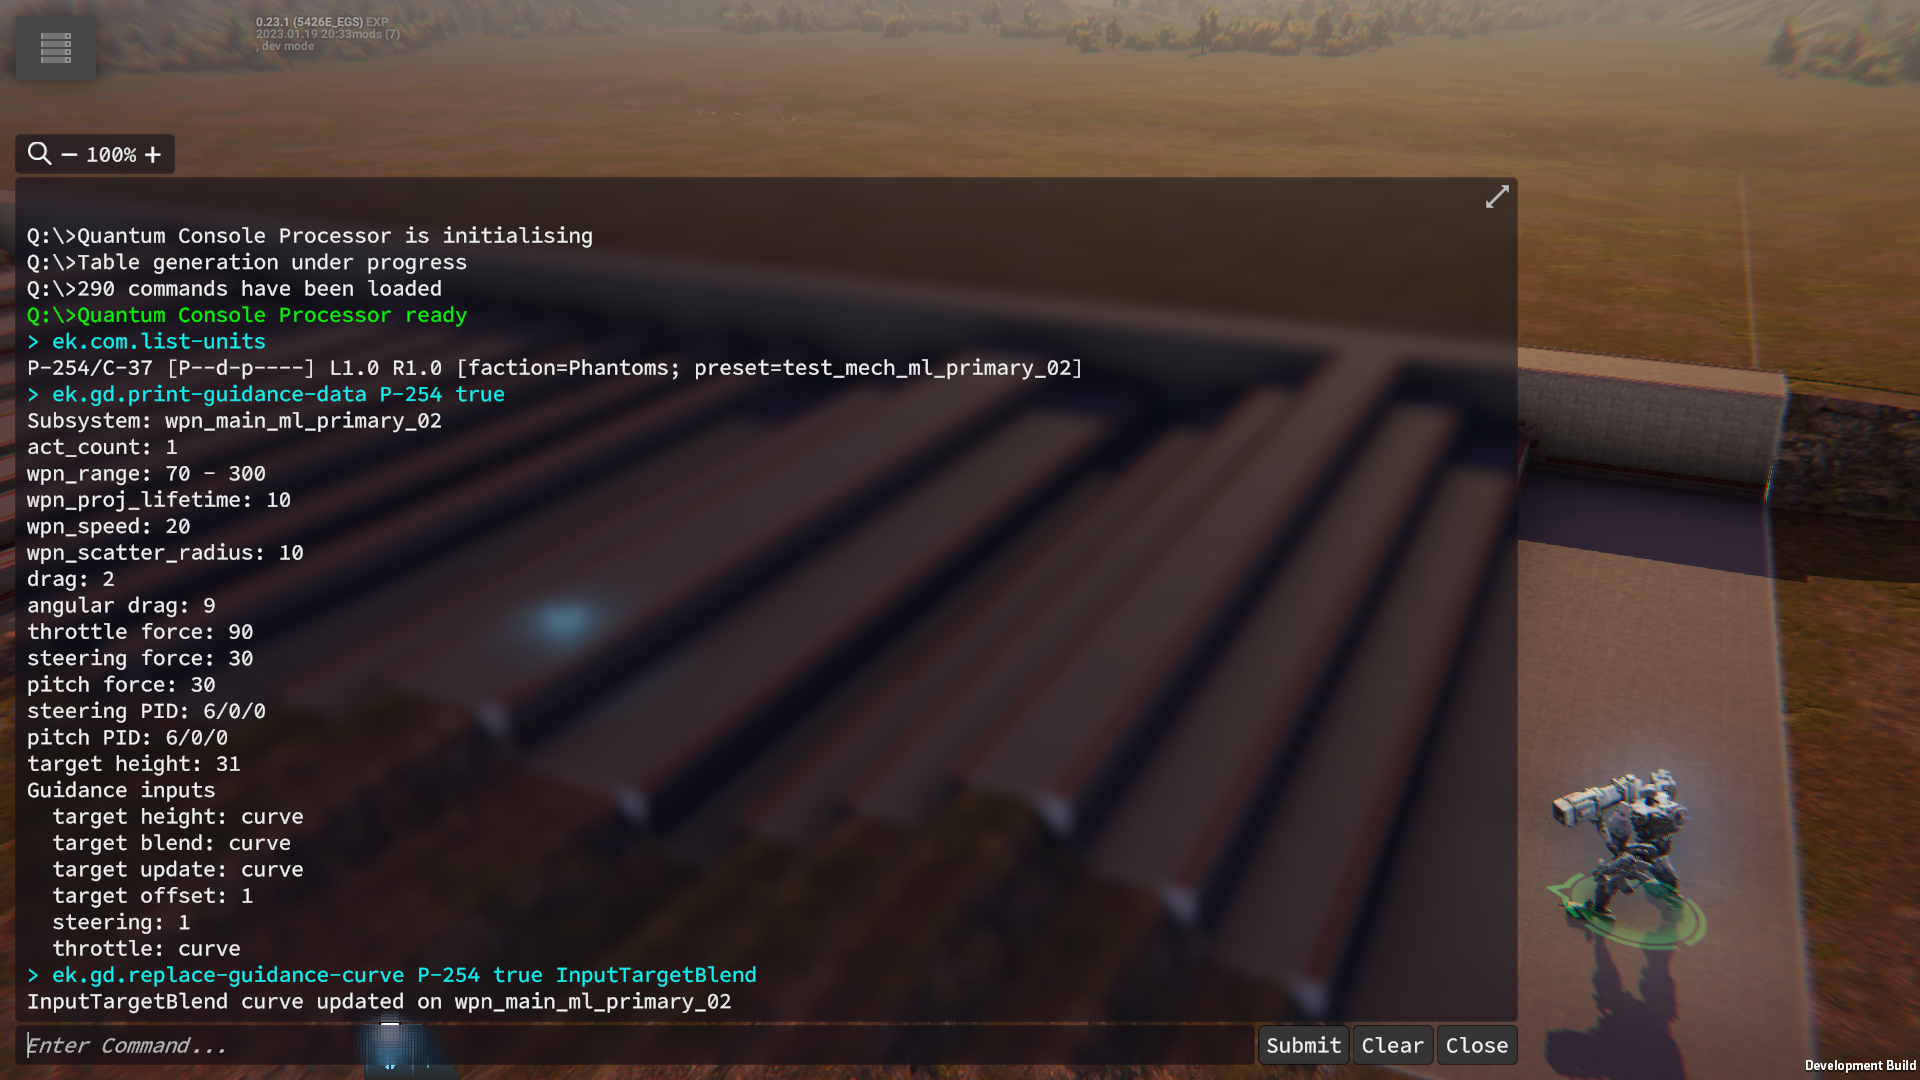 0.23.1 (5426E_EGS) EXP
2023.01.19 20:33mods (7)
, dev mode
100%
Q:\>Quantum Console Processor is initialising
Q:\>Table generation under progress
Q:\>290 commands have been loaded
Q:\>Quantum Console Processor ready
> ek.com.list-units
P-254/C-37 [P--d-p----] L1.0 R1.0 [faction=Phantoms; preset=test_mech_ml_primary_02]
> ek.gd.print-guidance-data P-254 true
Subsystem: wpn_main_ml_primary_02
act_count: 1
wpn_range: 70 - 300
wpn_proj_lifetime: 10
wpn_speed: 20
wpn_scatter_radius: 10
drag: 2
angular drag: 9
throttle force: 90
steering force: 30
pitch force: 30
steering PID: 6/0/0
pitch PID: 6/0/0
target height: 31
Guidance inputs
  target height: curve
  target blend: curve
  target update: curve
  target offset: 1
  steering: 1
  throttle: curve
> ek.gd.replace-guidance-curve P-254 true InputTargetBlend
InputTargetBlend curve updated on wpn_main_ml_primary_02
Enter Command...
Submit Clear Close
Development Build